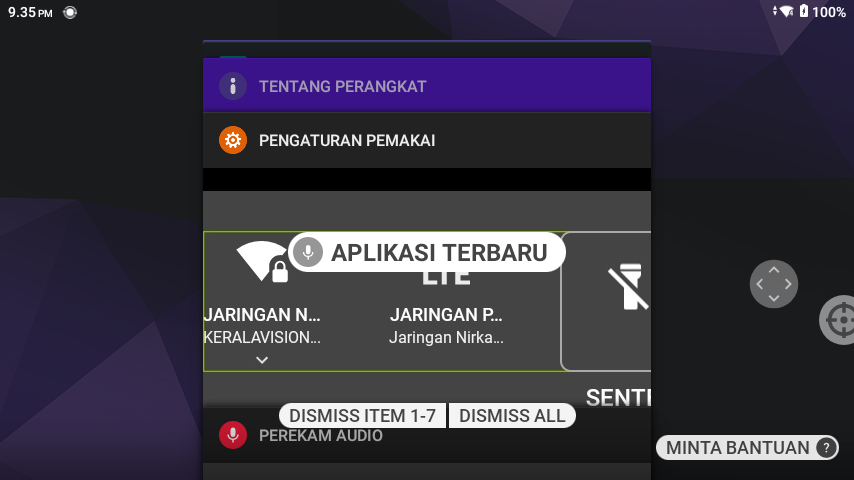 9.35 PM
100%
TENTANG PERANGKAT
PENGATURAN PEMAKAI
APLIKASI TERBARU
LTE
JARINGAN N...
JARINGAN P...
KERALAVISION...
Jaringan Nirka...
SENTE
DISMISS ITEM 1-7
DISMISS ALL
PEREKAM AUDIO
MINTA BANTUAN ?